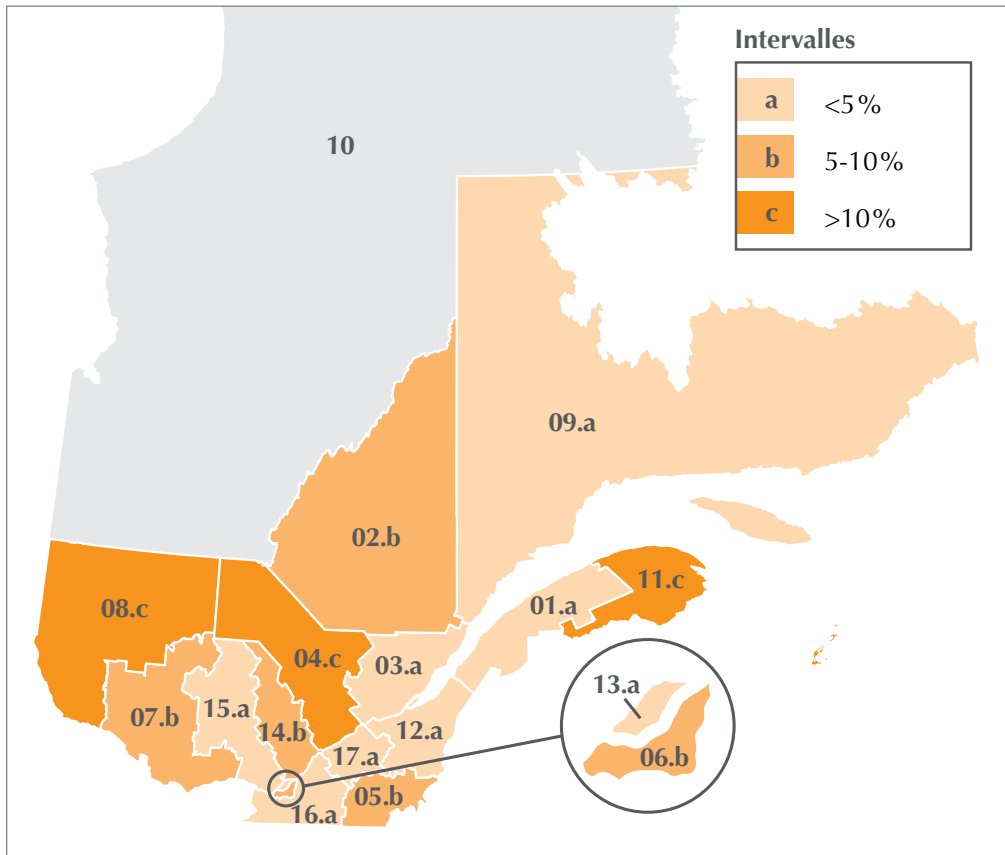 Intervalles
a <5%
b 5-10%
c >10%
10
09.a
02.b
11.c
01.a
08.c
04.c
03.a
13.a
15.a
07.b
14.b
12.a
17.a
06.b
05.b
16.a